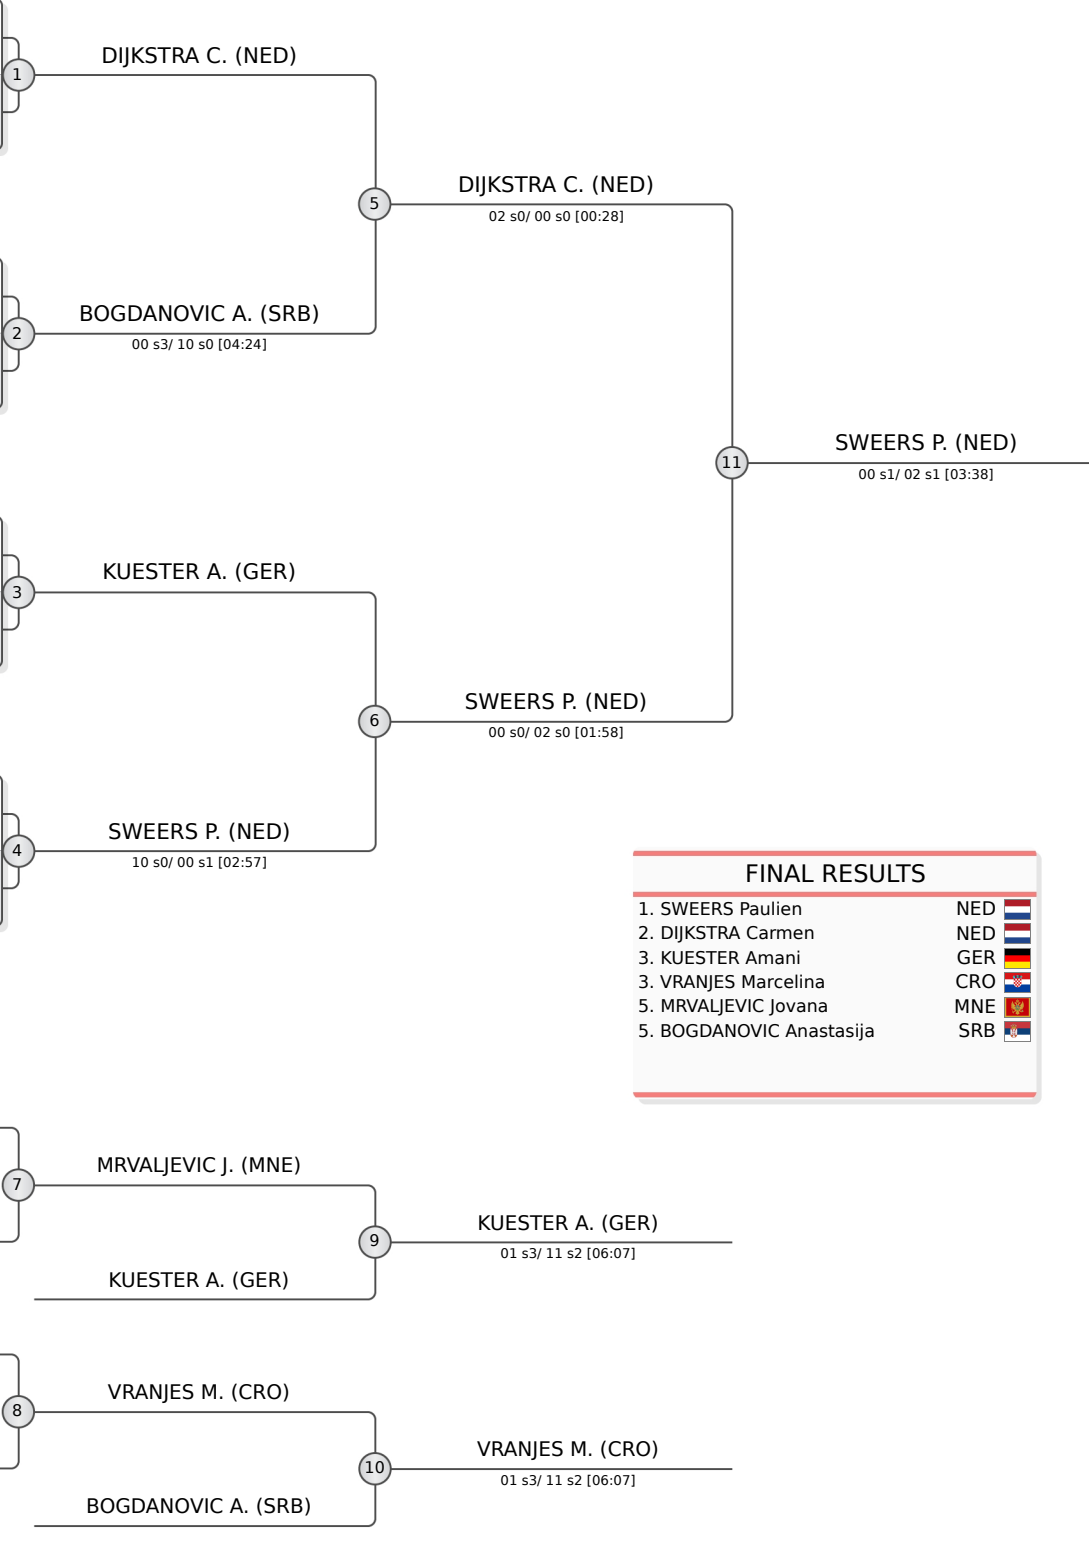 DIJKSTRA C. (NED)
1
DIJKSTRA C. (NED)
5
02 s0/ 00 s0 [00:28]
BOGDANOVIC A. (SRB)
2
00 s3/ 10 s0 [04:24]
SWEERS P. (NED)
11
00 s1/ 02 s1 [03:38]
KUESTER A. (GER)
3
SWEERS P. (NED)
6
00 s0/ 02 s0 [01:58]
SWEERS P. (NED)
4
10 s0/ 00 s1 [02:57]
FINAL RESULTS
1. SWEERS Paulien NED
2. DIJKSTRA Carmen NED
3. KUESTER Amani GER
3. VRANJES Marcelina CRO
5. MRVALJEVIC Jovana MNE
5. BOGDANOVIC Anastasija SRB
MRVALJEVIC J. (MNE)
7
KUESTER A. (GER)
9
01 s3/ 11 s2 [06:07]
KUESTER A. (GER)
VRANJES M. (CRO)
8
VRANJES M. (CRO)
10
01 s3/ 11 s2 [06:07]
BOGDANOVIC A. (SRB)